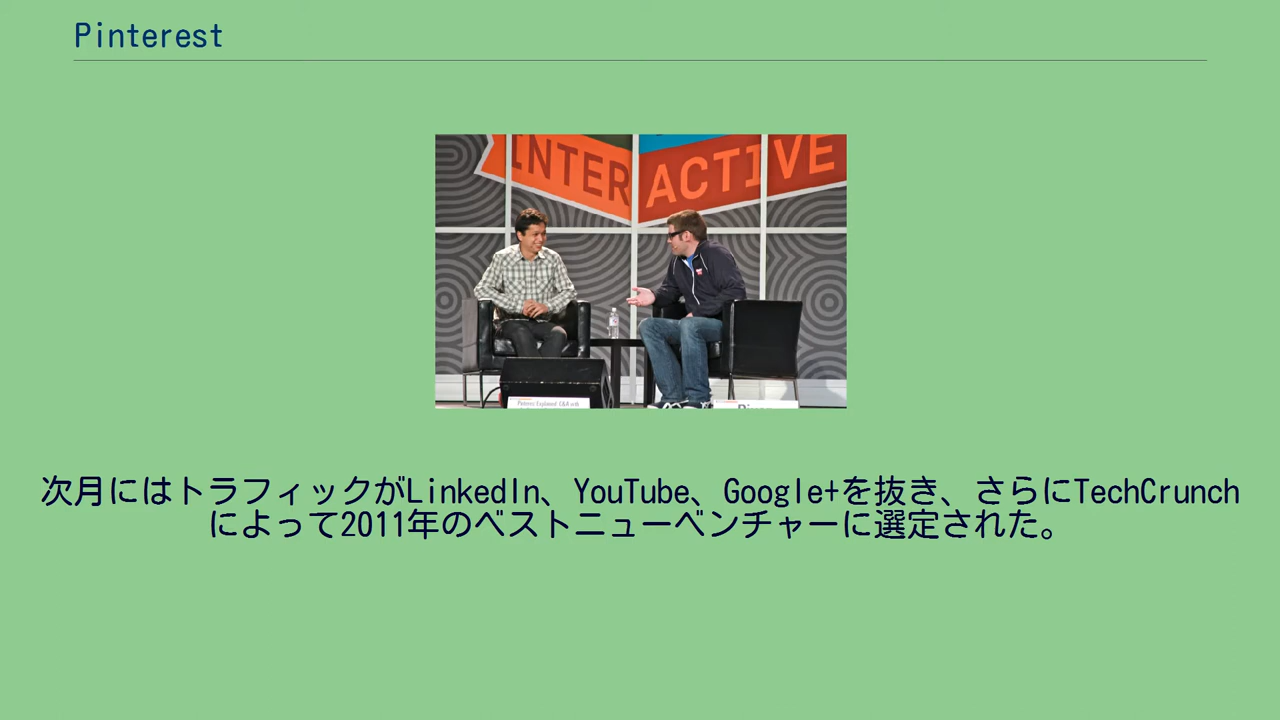 Pinterest
INTERACTIVE
次月にはトラフィックがLinkedIn、YouTube、Google+を抜き、さらにTechCrunch
によって2011年のベストニューベンチャーに選定された。